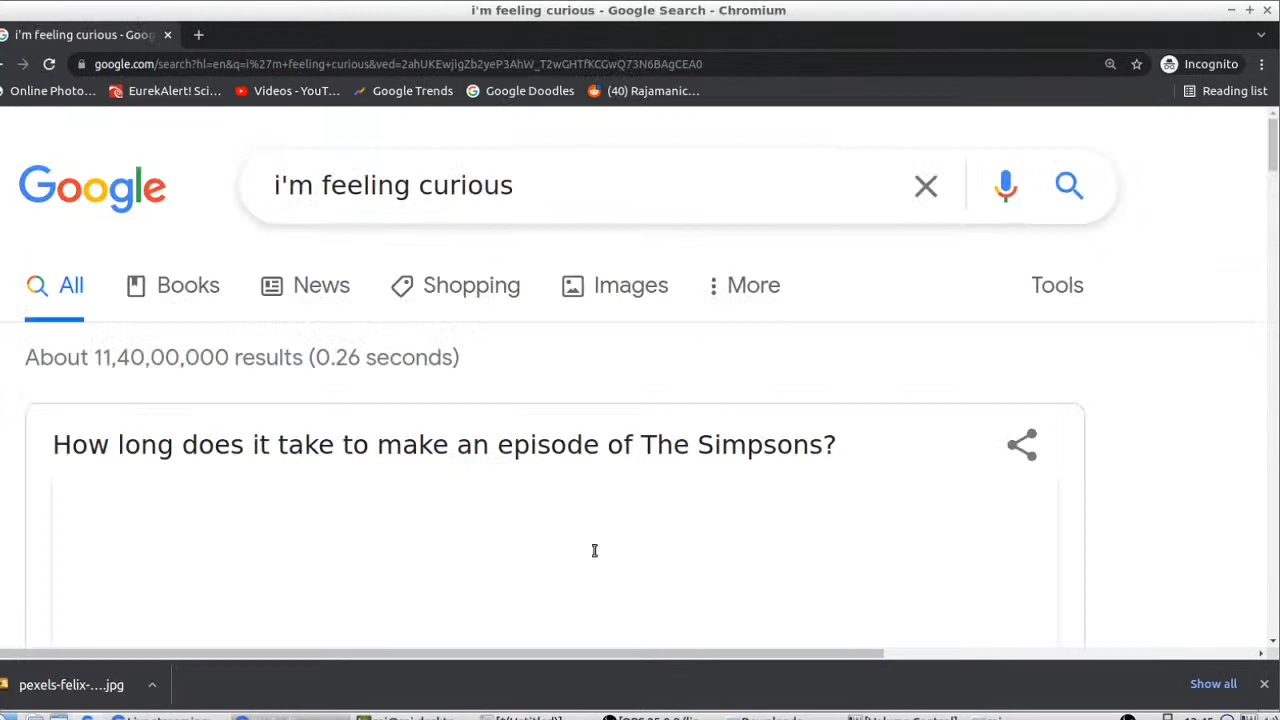 i'm feeling curious - Google Search - Chromium
i'm feeling curious - Goog
google.com/search?hl=en&q=i%27m+feeling+curious&ved=2ahUKEwjlgZb2yeP3AhW_T2wGHTfKCGwQ73N6BAgCEA0
Incognito
Online Photo...
EurekAlert! Sci...
Videos - YouT...
Google Trends
Google Doodles
(40) Rajamanic...
Reading list
Google
i'm feeling curious
All
Books
News
Shopping
Images
More
Tools
About 11,40,00,000 results (0.26 seconds)
How long does it take to make an episode of The Simpsons?
pexels-felix-....jpg
Show all